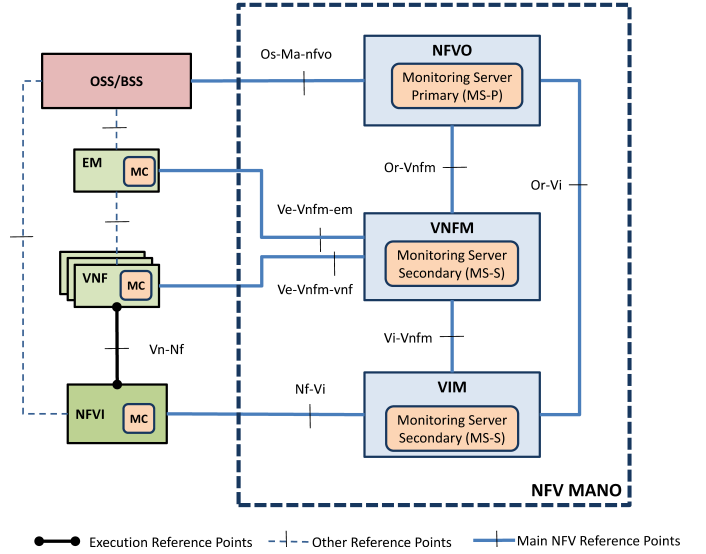 Os-Ma-nfvo
NFVO
OSS/BSS
Monitoring Server
Primary (MS-P)
EM
MC
Or-Vnfm
Or-Vi
Ve-Vnfm-em
VNFM
VNF
MC
Monitoring Server
Secondary (MS-S)
Ve-Vnfm-vnf
Vn-Nf
Vi-Vnfm
Nf-Vi
VIM
NFVI
MC
Monitoring Server
Secondary (MS-S)
NFV MANO
Execution Reference Points
Other Reference Points
Main NFV Reference Points